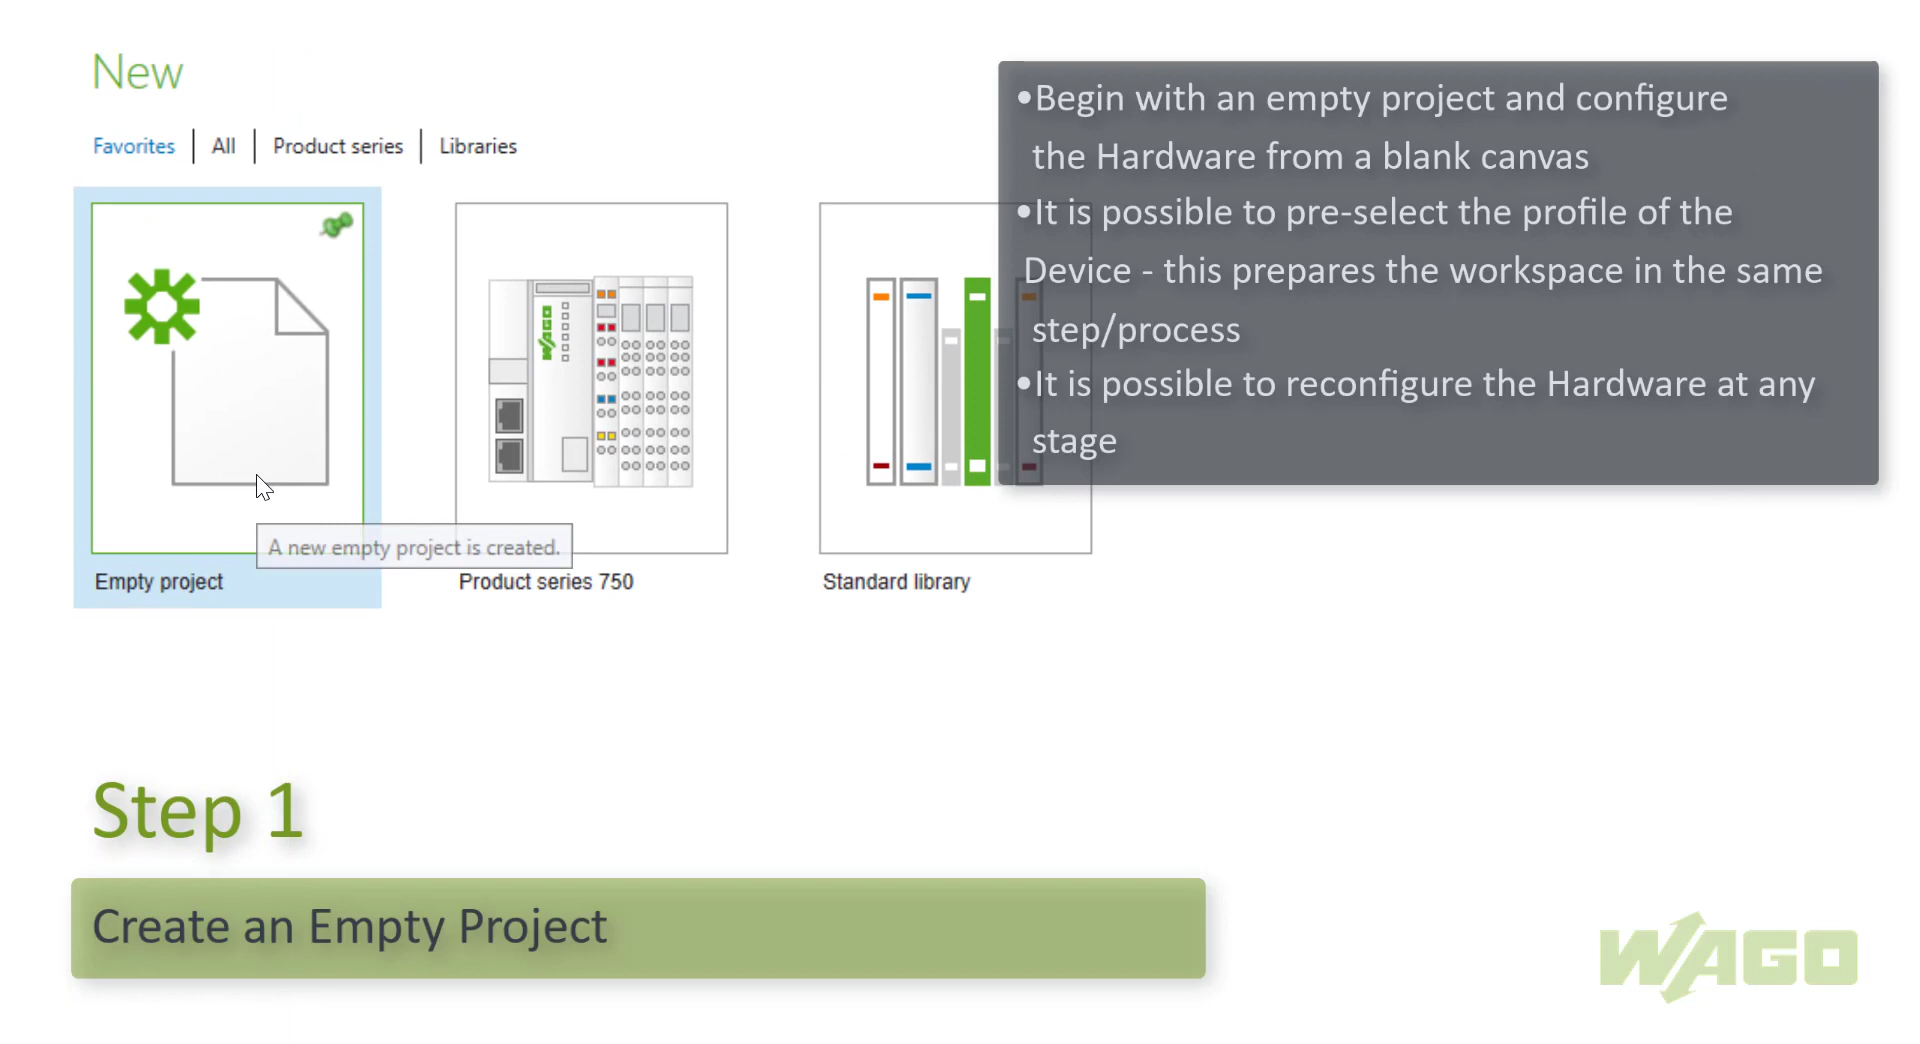 New
Favorites | All | Product series | Libraries
•Begin with an empty project and configure
the Hardware from a blank canvas
•It is possible to pre-select the profile of the
Device - this prepares the workspace in the same
step/process
•It is possible to reconfigure the Hardware at any
stage
WAGO
A new empty project is created.
Empty project
Product series 750
Standard library
Step 1
Create an Empty Project
WAGO